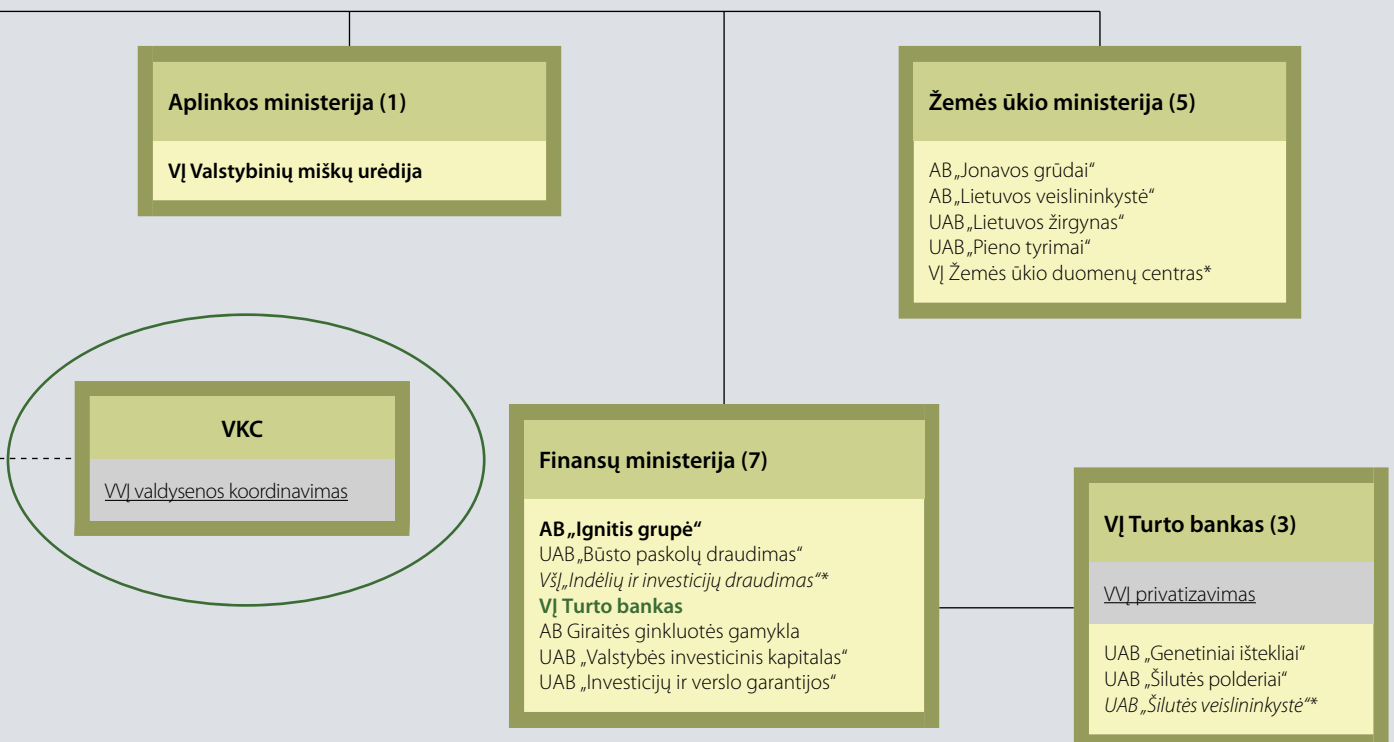 Aplinkos ministerija (1)
VĮ Valstybinių miškų urėdija
Žemės ūkio ministerija (5)
AB „Jonavos grūdai“
AB „Lietuvos veislininkystė“
UAB „Lietuvos žirgynas“
UAB „Pieno tyrimai“
VĮ Žemės ūkio duomenų centras*
VKC
VVĮ valdysenos koordinavimas
Finansų ministerija (7)
AB „Ignitis grupė“
UAB „Būsto paskolų draudimas“
VšĮ „Indėlių ir investicijų draudimas“*
VĮ Turto bankas
AB Giraitės ginkluotės gamykla
UAB „Valstybės investicinis kapitalas“
UAB „Investicijų ir verslo garantijos“
VĮ Turto bankas (3)
VVĮ privatizavimas
UAB „Genetiniai ištekliai“
UAB „Šilutės polderiai“
UAB „Šilutės veislininkystė“*